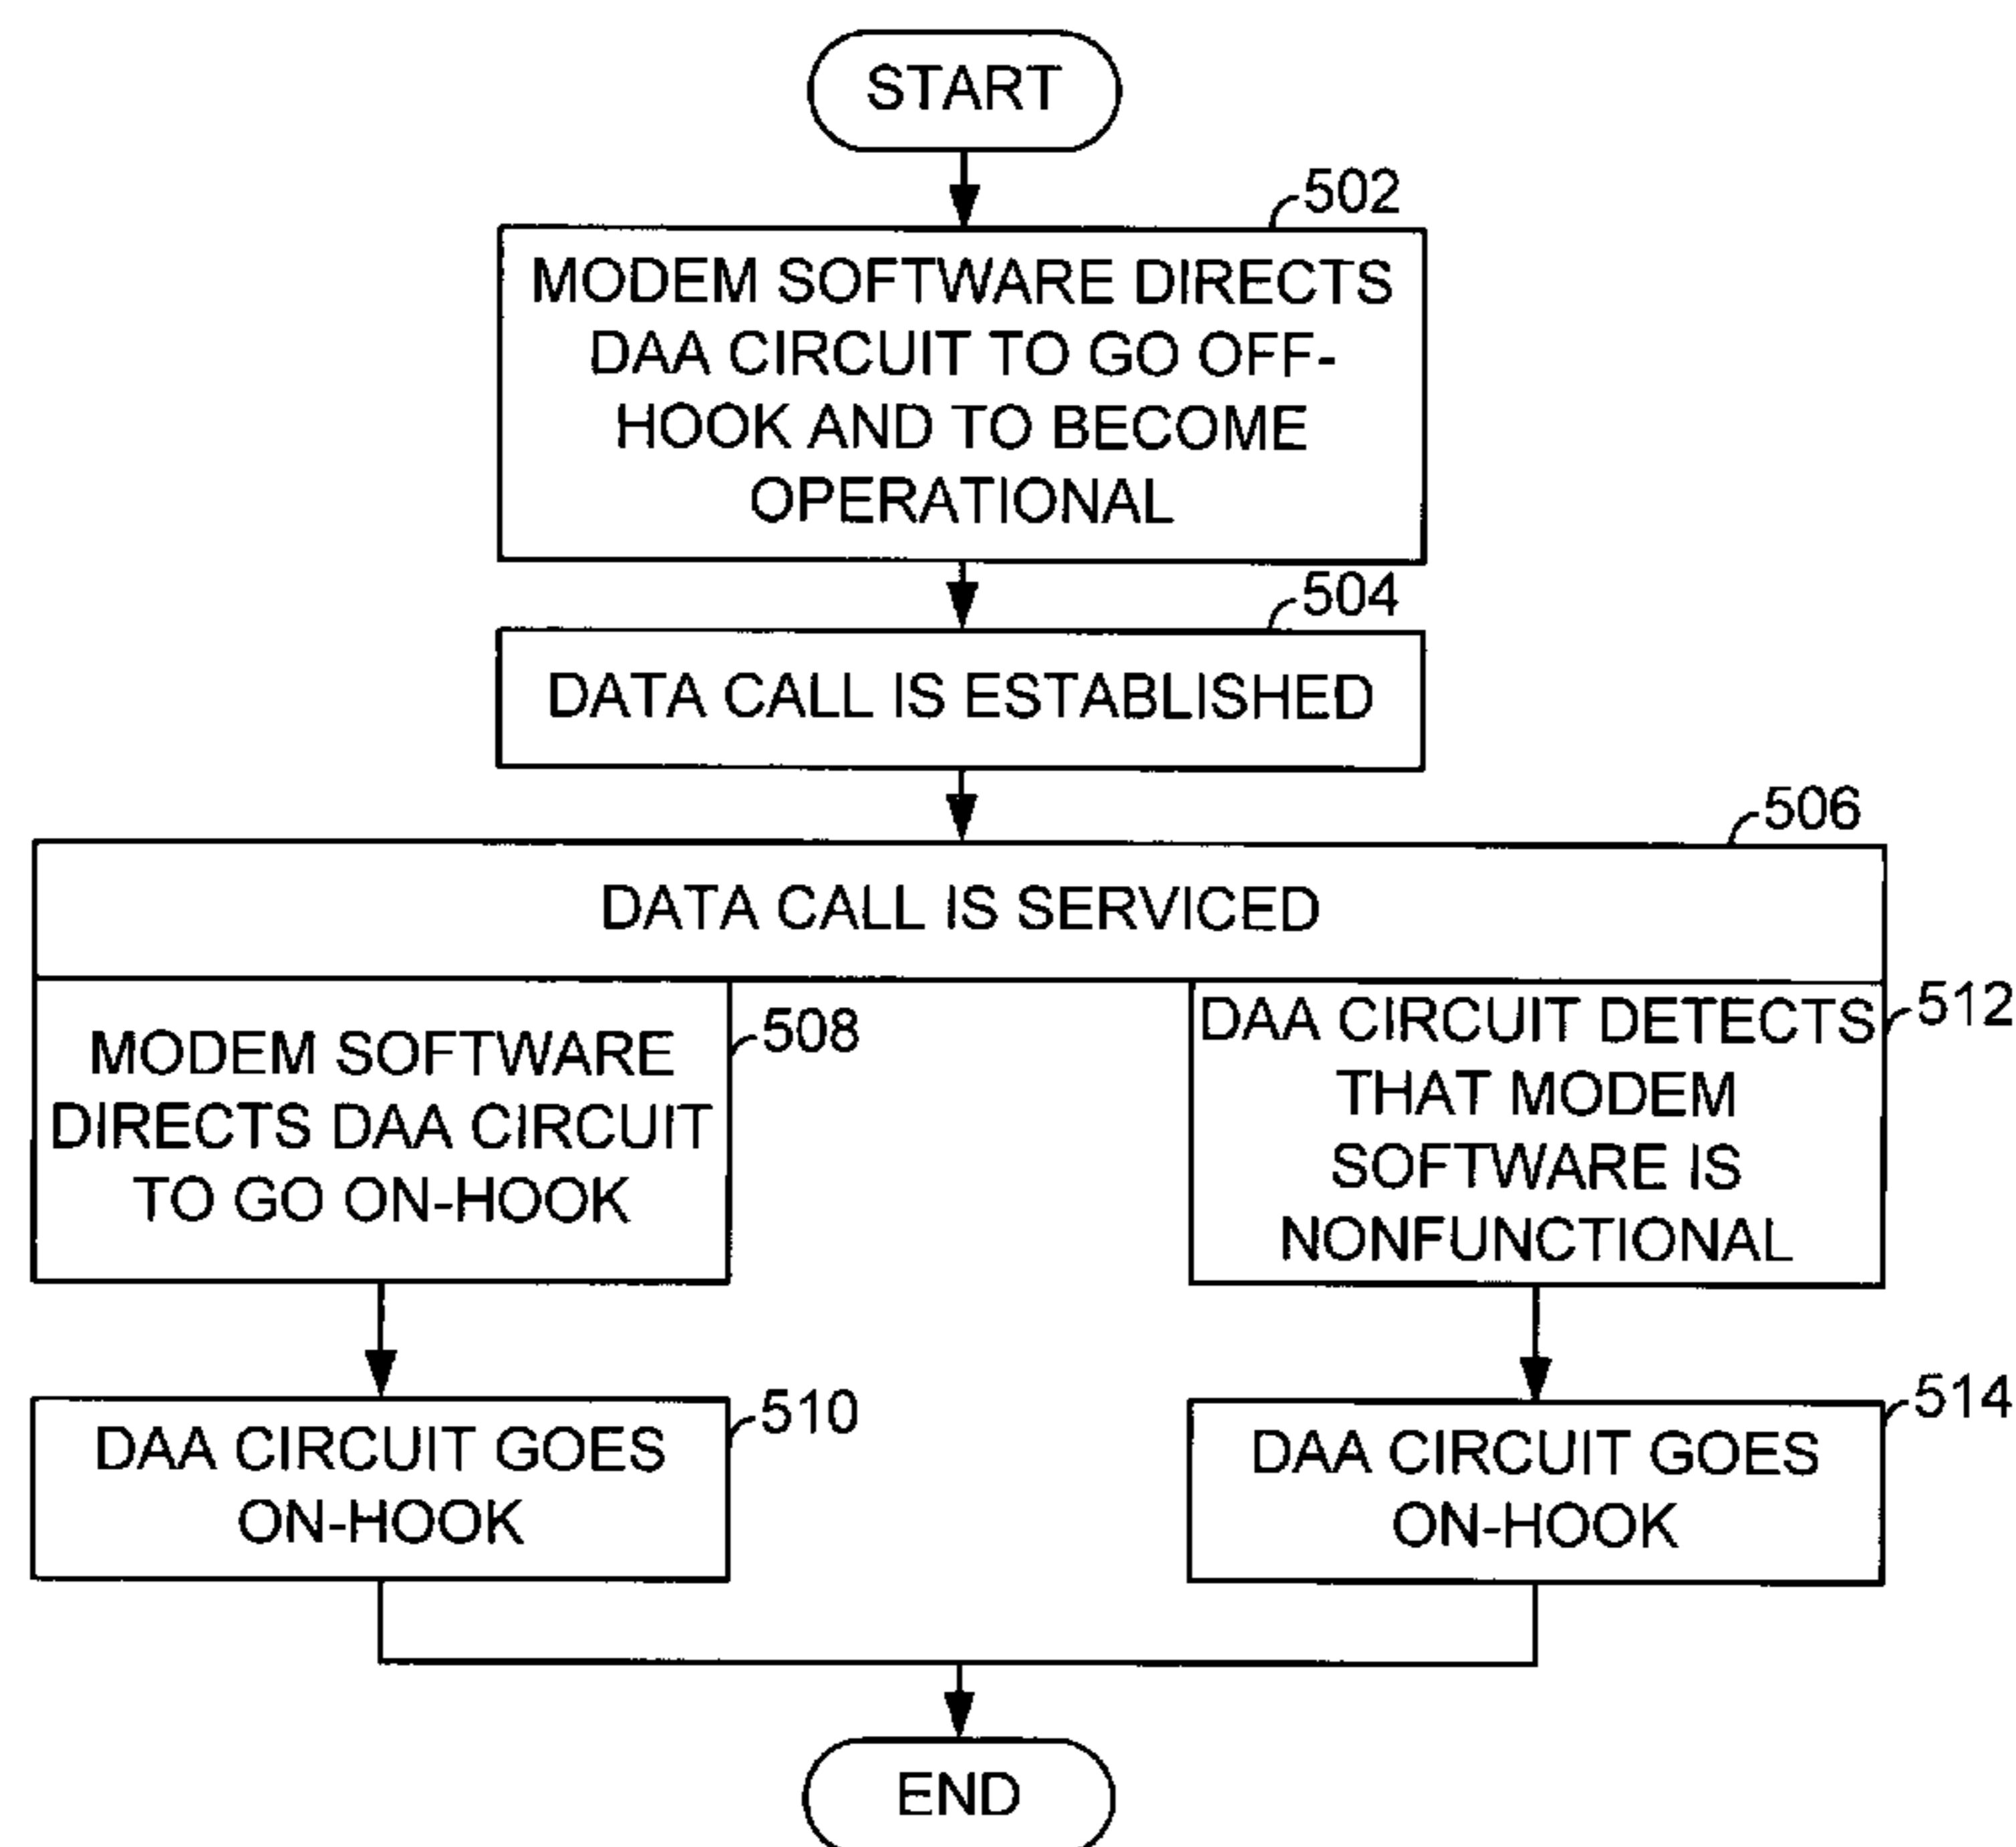 START
502
MODEM SOFTWARE DIRECTS
DAA CIRCUIT TO GO OFF-
HOOK AND TO BECOME
OPERATIONAL
504
DATA CALL IS ESTABLISHED
506
DATA CALL IS SERVICED
508
MODEM SOFTWARE
DIRECTS DAA CIRCUIT
TO GO ON-HOOK
512
DAA CIRCUIT DETECTS
THAT MODEM
SOFTWARE IS
NONFUNCTIONAL
510
DAA CIRCUIT GOES
ON-HOOK
514
DAA CIRCUIT GOES
ON-HOOK
END